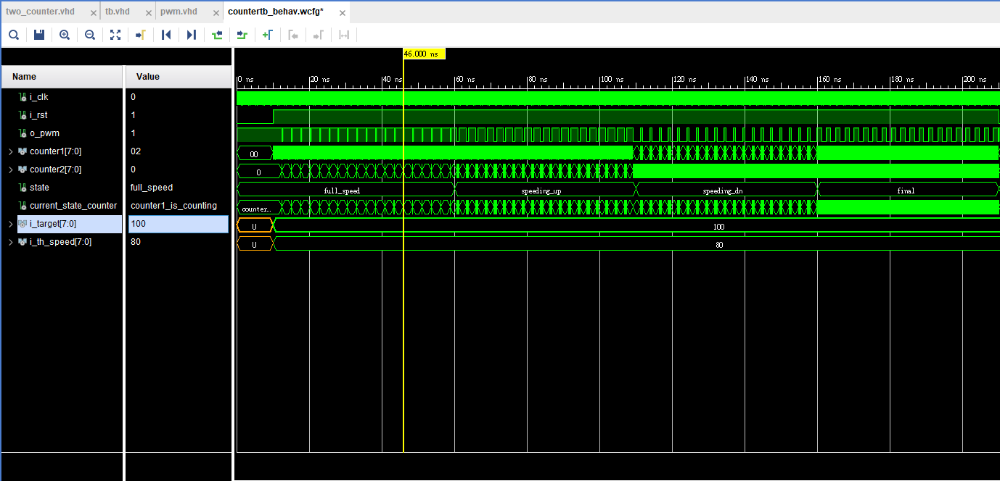 two_counter.vhd tb.vhd pwm.vhd countertb_behav.wcfg*
46.000 ns
Name Value
0 ns 20 ns 40 ns 60 ns 80 ns 100 ns 120 ns 140 ns 160 ns 180 ns 200 ns
i_clk 0
i_rst 1
o_pwm 1
counter1[7:0] 02 00
counter2[7:0] 0 0
state full_speed full_speed speeding_up speeding_dn final
current_state_counter counter1_is_counting counter...
i_target[7:0] 100 U 100
i_th_speed[7:0] 80 U 80